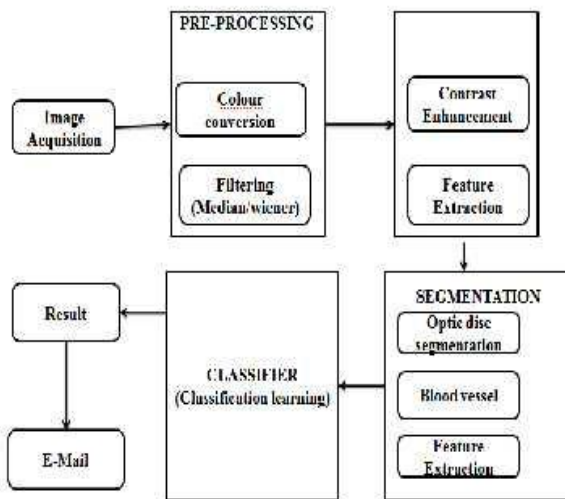 PRE-PROCESSING
Image
Acquisition
Colour
conversion
Filtering
(Median/wiener)
Contrast
Enhancement
Feature
Extraction
SEGMENTATION
Optic disc
segmentation
Blood vessel
Feature
Extraction
CLASSIFIER
(Classification learning)
Result
E-Mail